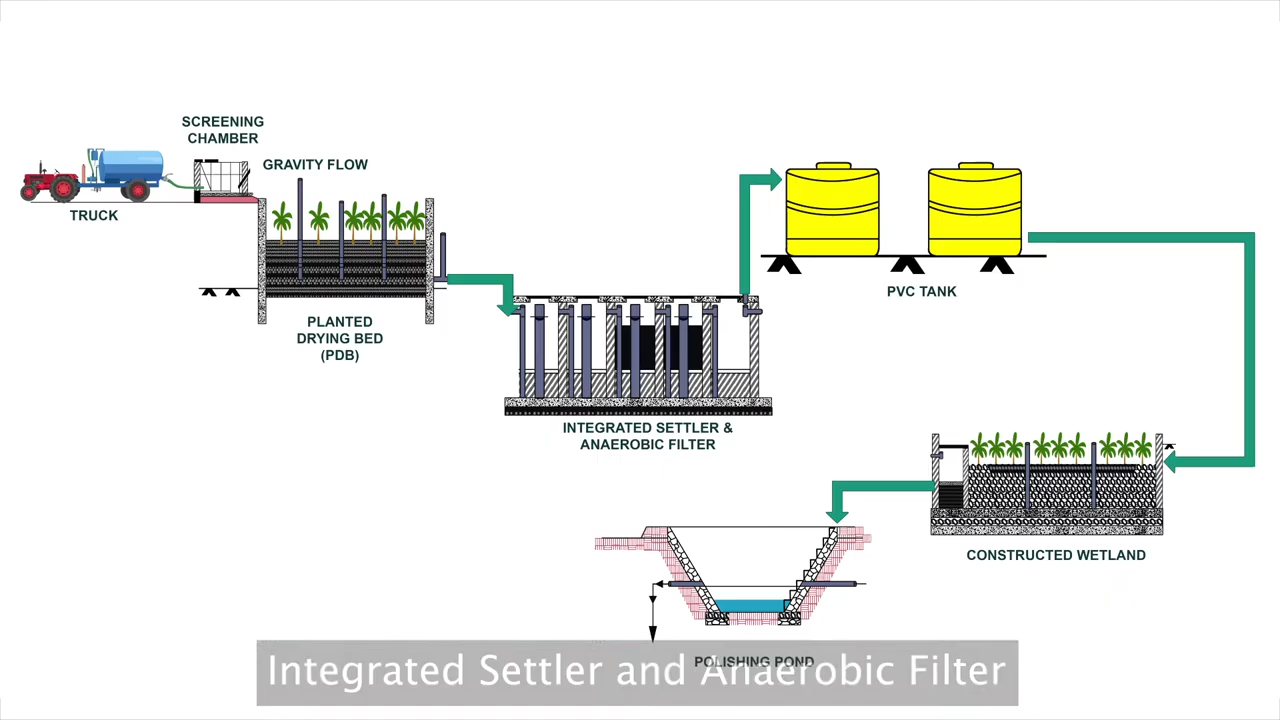 SCREENING
CHAMBER
GRAVITY FLOW
TRUCK
PLANTED
DRYING BED
(PDB)
PVC TANK
INTEGRATED SETTLER &
ANAEROBIC FILTER
CONSTRUCTED WETLAND
POLISHING POND
Integrated Settler and Anaerobic Filter